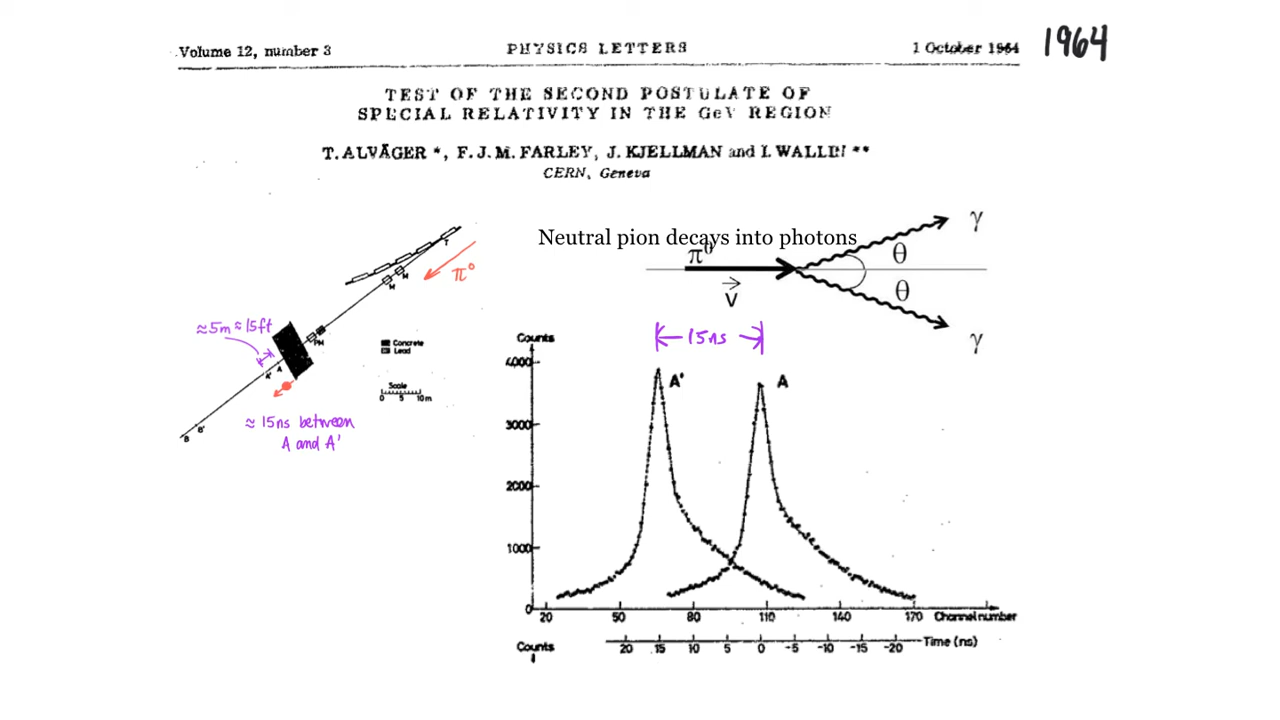 Volume 12, number 3
PHYSICS LETTERS
1 October 1964
1964
TEST OF THE SECOND POSTULATE OF
SPECIAL RELATIVITY IN THE GeV REGION
T. ALVÄGER *, F. J. M. FARLEY, J. KJELLMAN and I. WALLIN **
CERN, Geneva
Neutral pion decays into photons
π⁰
v
θ
θ
γ
γ
T
M
M
π⁰
PM
≈5m≈15ft
A
A'
B
B'
Concrete
Lead
Scale
0 5 10m
≈ 15ns between
A and A'
15ns
Counts
4000
3000
2000
1000
0
A'
A
20 50 80 110 140 170 Channel number
Counts
20 15 10 5 0 -5 -10 -15 -20 Time (ns)